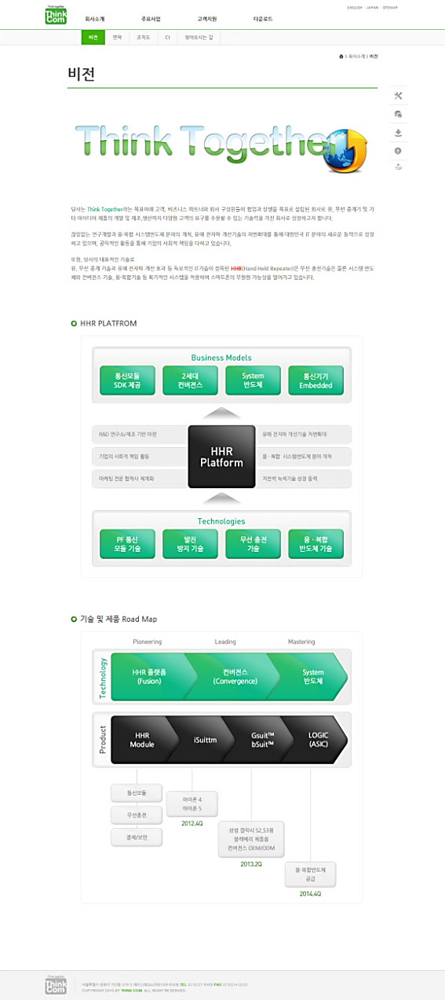 Think together
Think
Com
회사소개
주요사업
고객지원
다운로드
ENGLISH
JAPAN
SITEMAP
비전
연혁
조직도
CI
찾아오시는 길
> 회사소개 > 비전
비전
Think Together
TOP
당사는 Think Together라는 목표아래 고객, 비즈니스 파트너와 회사 구성원들이 협업과 상생을 목표로 설립된 회사로 유, 무선 중계기 및 기
타 아이디어 제품의 개발 및 제조,생산까지 다양한 고객의 요구를 수용할 수 있는 기술력을 가진 회사로 성장하고자 합니다.
끊임없는 연구개발과 융·복합 시스템반도체 분야의 개척, 유해 전자파 개선기술의 저변확대를 통해 대한민국 IT 분야의 새로운 동력으로 성장
하고 있으며, 공익적인 활동을 통해 기업의 사회적 책임을 다하고 있습니다.
또한, 당사의 대표적인 기술로
유, 무선 중계 기술과 유해 전자파 개선 효과 등 독보적인 IT기술이 접목된 HHR(Hand Held Repeater)은 무선 충전기술은 물론 시스템 반도
체와 컨버전스 기술, 융·복합기술 등 획기적인 시스템을 적용하여 스마트폰의 무한한 가능성을 열어가고 있습니다.
HHR PLATFROM
Business Models
통신모듈
SDK 제공
2세대
컨버전스
System
반도체
통신기기
Embedded
R&D 연구소/제조 기반 마련
기업의 사회적 책임 활동
마케팅 전문 협력사 체계화
HHR
Platform
유해 전자파 개선기술 저변확대
융·복합 시스템반도체 분야 개척
저전력 녹색기술 성장 동력
Technologies
PF 통신
모듈 기술
발진
방지 기술
무선 충전
기술
융·복합
반도체 기술
기술 및 제품 Road Map
Pioneering
Leading
Mastering
Technology
HHR 플랫폼
(Fusion)
컨버전스
(Convergence)
System
반도체
Product
HHR
Module
iSuittm
Gsuit™
bSuit™
LOGIC
(ASIC)
통신모듈
무선충전
결제/보안
아이폰 4
아이폰 5
2012.4Q
삼성 갤럭시 S2,S3용
블랙베리 제품용
컨버전스 OEM/ODM
2013.2Q
융·복합반도체
공급
2014.4Q
Think
Com
TEL
FAX
COPYRIGHT 2013 BY THINK COM. ALL RIGHT RESERVED.